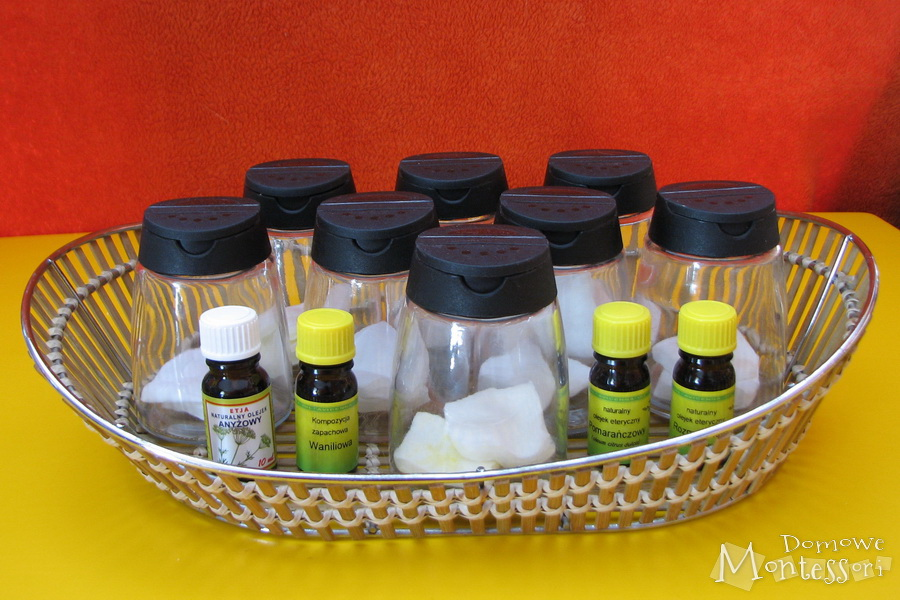 ETJA
NATURALNY OLEJEK
ANYŻOWY
10 ml
Kompozycja
zapachowa
Waniliowa
naturalny
olejek eteryczny
Pomarańczowy
naturalny
olejek eteryczny
Domowe
Montessori